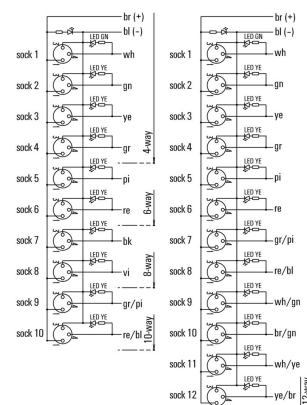 br (+)
bl (−)
LED GN
sock 1
wh
LED YE
sock 2
gn
LED YE
sock 3
ye
LED YE
sock 4
gr
4-way
LED YE
sock 5
pi
LED YE
sock 6
re
6-way
LED YE
sock 7
bk
LED YE
sock 8
vi
8-way
LED YE
sock 9
gr/pi
LED YE
sock 10
re/bl
10-way
br (+)
bl (−)
LED GN
sock 1
wh
LED YE
sock 2
gn
LED YE
sock 3
ye
LED YE
sock 4
gr
LED YE
sock 5
pi
LED YE
sock 6
re
LED YE
sock 7
gr/pi
LED YE
sock 8
re/bl
LED YE
sock 9
wh/gn
LED YE
sock 10
br/gn
LED YE
sock 11
wh/ye
LED YE
sock 12
ye/br
12-way